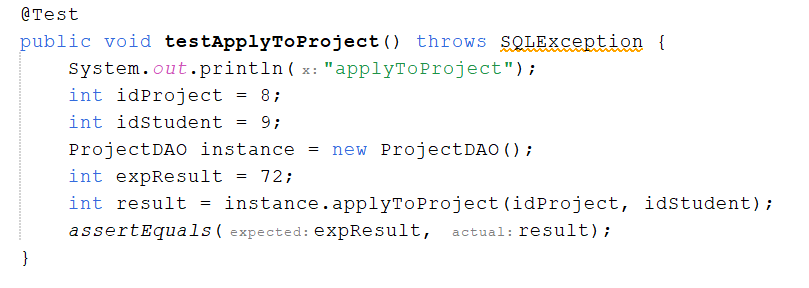 @Test
public void testApplyToProject() throws SQLException {
System.out.println( x: "applyToProject");
int idProject = 8;
int idStudent = 9;
ProjectDAO instance = new ProjectDAO();
int expResult = 72;
int result = instance.applyToProject(idProject, idStudent);
assertEquals( expected: expResult, actual: result);
}